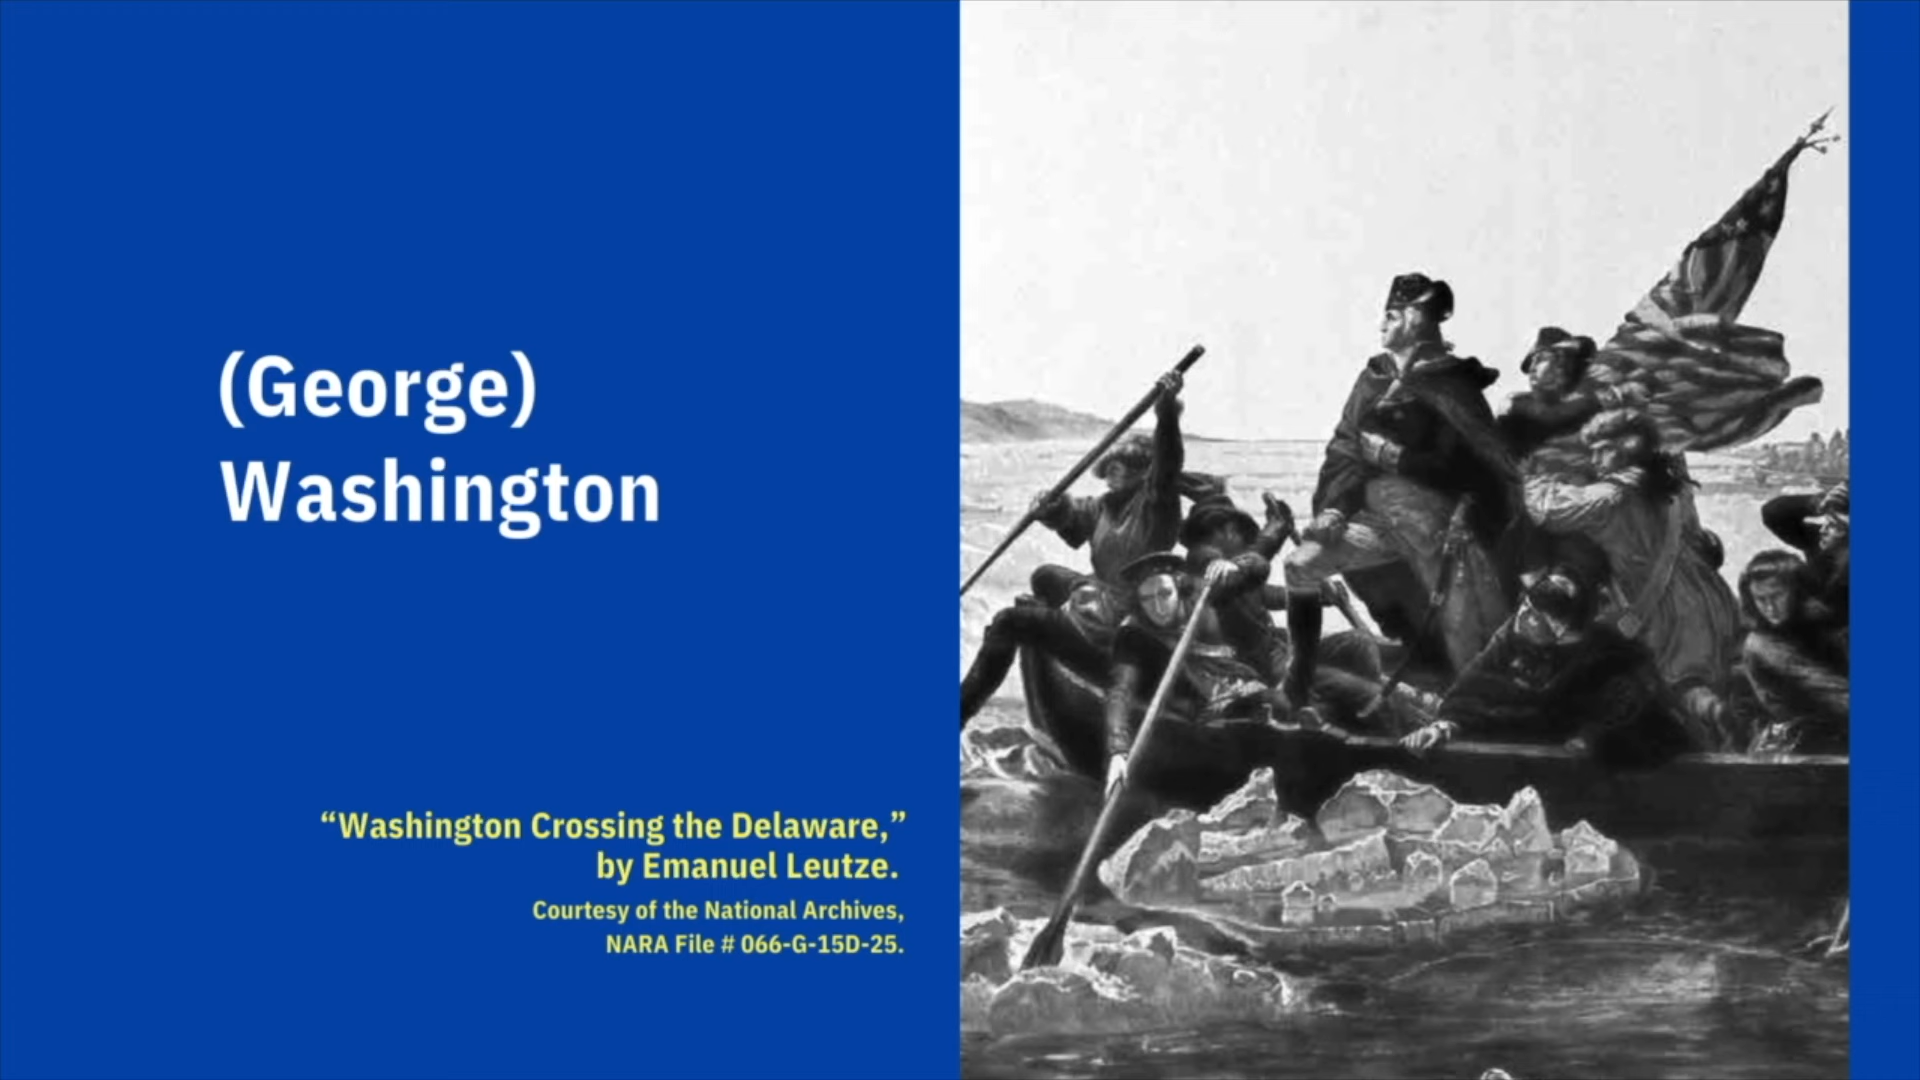 (George)
Washington
“Washington Crossing the Delaware,”
by Emanuel Leutze.
Courtesy of the National Archives,
NARA File # 066-G-15D-25.